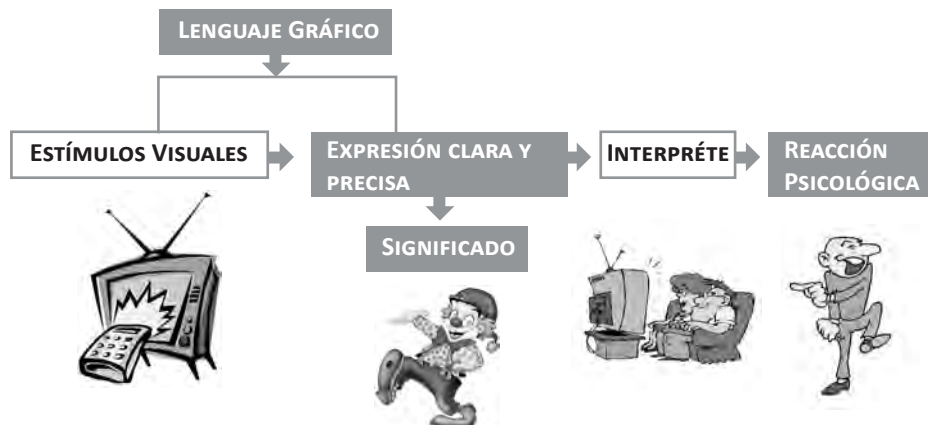 LENGUAJE GRÁFICO
ESTÍMULOS VISUALES
EXPRESIÓN CLARA Y
PRECISA
INTERPRÉTE
REACCIÓN
PSICOLÓGICA
SIGNIFICADO